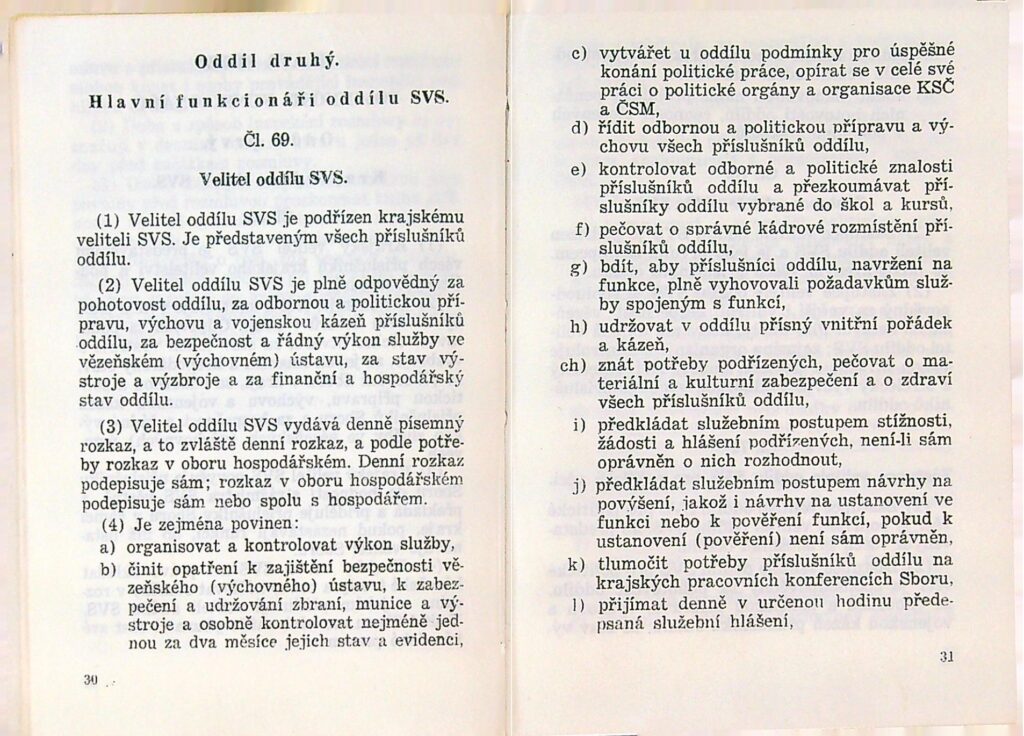 Oddíl druhý.
Hlavní funkcionáři oddílu SVS.
Čl. 69.
Velitel oddílu SVS.
(1) Velitel oddílu SVS je podřízen krajskému
veliteli SVS. Je představeným všech příslušníků
oddílu.
(2) Velitel oddílu SVS je plně odpovědný za
pohotovost oddílu, za odbornou a politickou pří-
pravu, výchovu a vojenskou kázeň příslušníků
oddílu, za bezpečnost a řádný výkon služby ve
vězeňském (výchovném) ústavu, za stav vý-
stroje a výzbroje a za finanční a hospodářský
stav oddílu.
(3) Velitel oddílu SVS vydává denně písemný
rozkaz, a to zvláště denní rozkaz, a podle potře-
by rozkaz v oboru hospodářském. Denní rozkaz
podepisuje sám; rozkaz v oboru hospodářském
podepisuje sám nebo spolu s hospodářem.
(4) Je zejména povinen:
a) organisovat a kontrolovat výkon služby,
b) činit opatření k zajištění bezpečnosti vě-
zeňského (výchovného) ústavu, k zabez-
pečení a udržování zbraní, munice a vý-
stroje a osobně kontrolovat nejméně jed-
nou za dva měsíce jejich stav a evidenci,
30
c) vytvářet u oddílu podmínky pro úspěšné
konání politické práce, opírat se v celé své
práci o politické orgány a organisace KSČ
a ČSM,
d) řídit odbornou a politickou přípravu a vý-
chovu všech příslušníků oddílu,
e) kontrolovat odborné a politické znalosti
příslušníků oddílu a přezkoumávat pří-
slušníky oddílu vybrané do škol a kursů,
f) pečovat o správné kádrové rozmístění pří-
slušníků oddílu,
g) bdít, aby příslušníci oddílu, navržení na
funkce, plně vyhovovali požadavkům služ-
by spojeným s funkcí,
h) udržovat v oddílu přísný vnitřní pořádek
a kázeň,
ch) znát potřeby podřízených, pečovat o ma-
teriální a kulturní zabezpečení a o zdraví
všech příslušníků oddílu,
i) předkládat služebním postupem stížnosti,
žádosti a hlášení podřízených, není-li sám
oprávněn o nich rozhodnout,
j) předkládat služebním postupem návrhy na
povýšení, jakož i návrhy na ustanovení ve
funkci nebo k pověření funkcí, pokud k
ustanovení (pověření) není sám oprávněn,
k) tlumočit potřeby příslušníků oddílu na
krajských pracovních konferencích Sboru,
l) přijímat denně v určenou hodinu přede-
psaná služební hlášení,
31